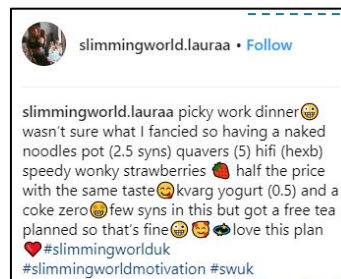 slimmingworld.lauraa • Follow
slimmingworld.lauraa picky work dinner😀
wasn't sure what I fancied so having a naked
noodles pot (2.5 syns) quavers (5) hifi (hexb)
speedy wonky strawberries 🍓 half the price
with the same taste😋kvarg yogurt (0.5) and a
coke zero😄few syns in this but got a free tea
planned so that's fine😀🥰🐟love this plan
❤️#slimmingworlduk
#slimmingworldmotivation #swuk